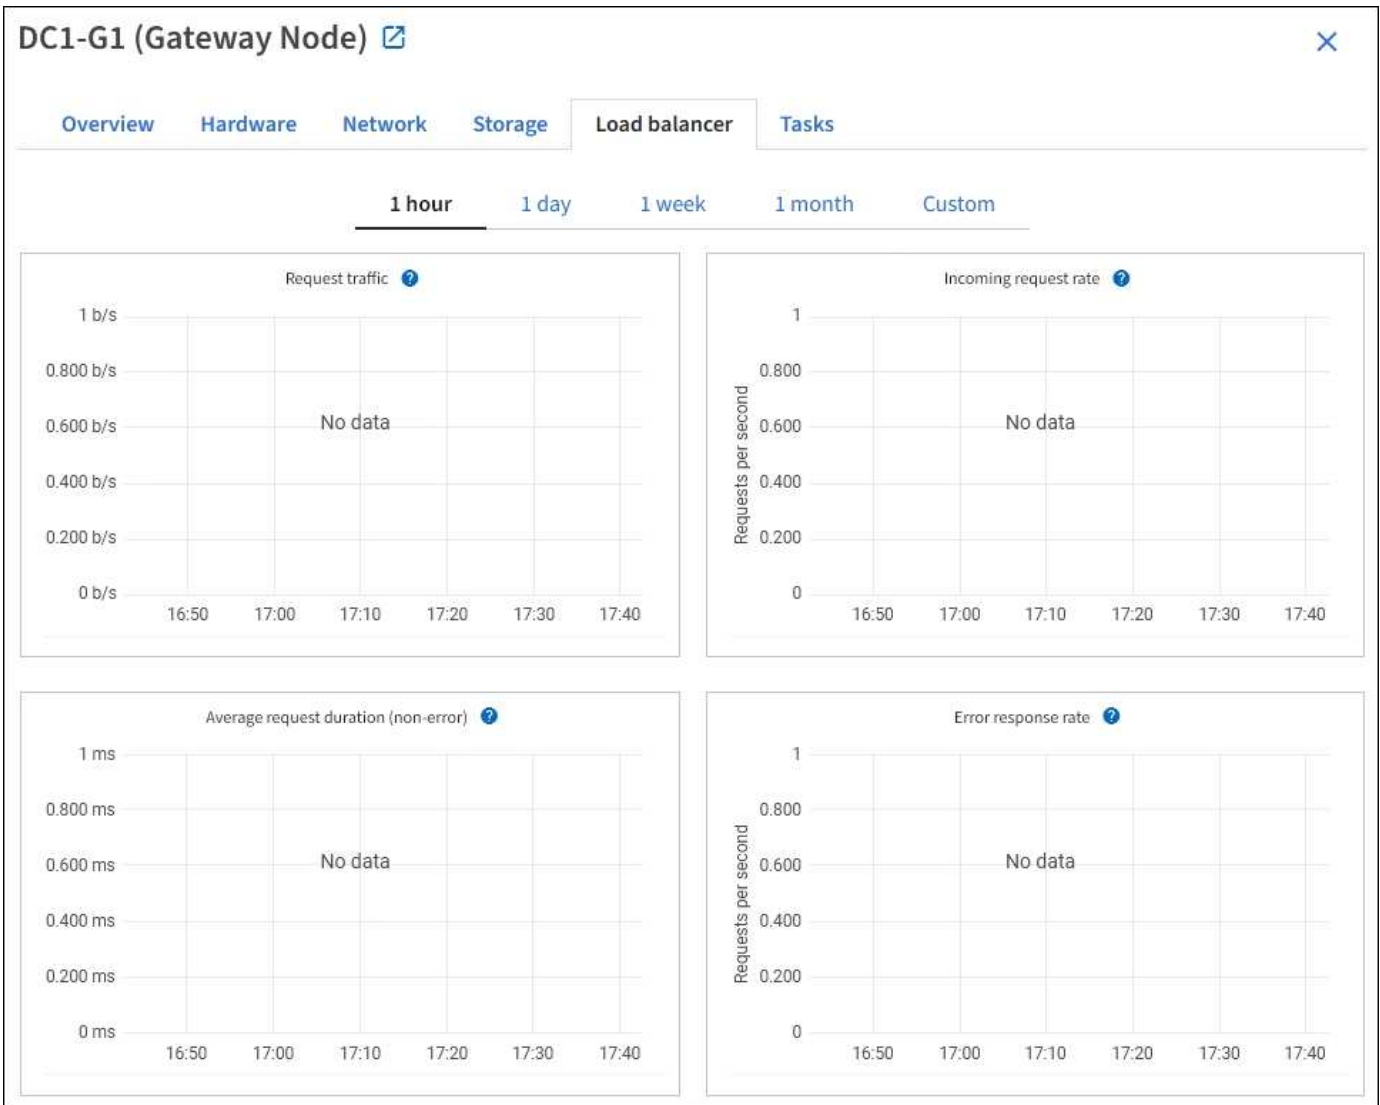 DC1-G1 (Gateway Node)
Overview Hardware Network Storage Load balancer Tasks
1 hour 1 day 1 week 1 month Custom
Request traffic ?
1 b/s
0.800 b/s
0.600 b/s
0.400 b/s
0.200 b/s
0 b/s
No data
16:50 17:00 17:10 17:20 17:30 17:40
Incoming request rate ?
Requests per second
1
0.800
0.600
0.400
0.200
0
No data
16:50 17:00 17:10 17:20 17:30 17:40
Average request duration (non-error) ?
1 ms
0.800 ms
0.600 ms
0.400 ms
0.200 ms
0 ms
No data
16:50 17:00 17:10 17:20 17:30 17:40
Error response rate ?
Requests per second
1
0.800
0.600
0.400
0.200
0
No data
16:50 17:00 17:10 17:20 17:30 17:40